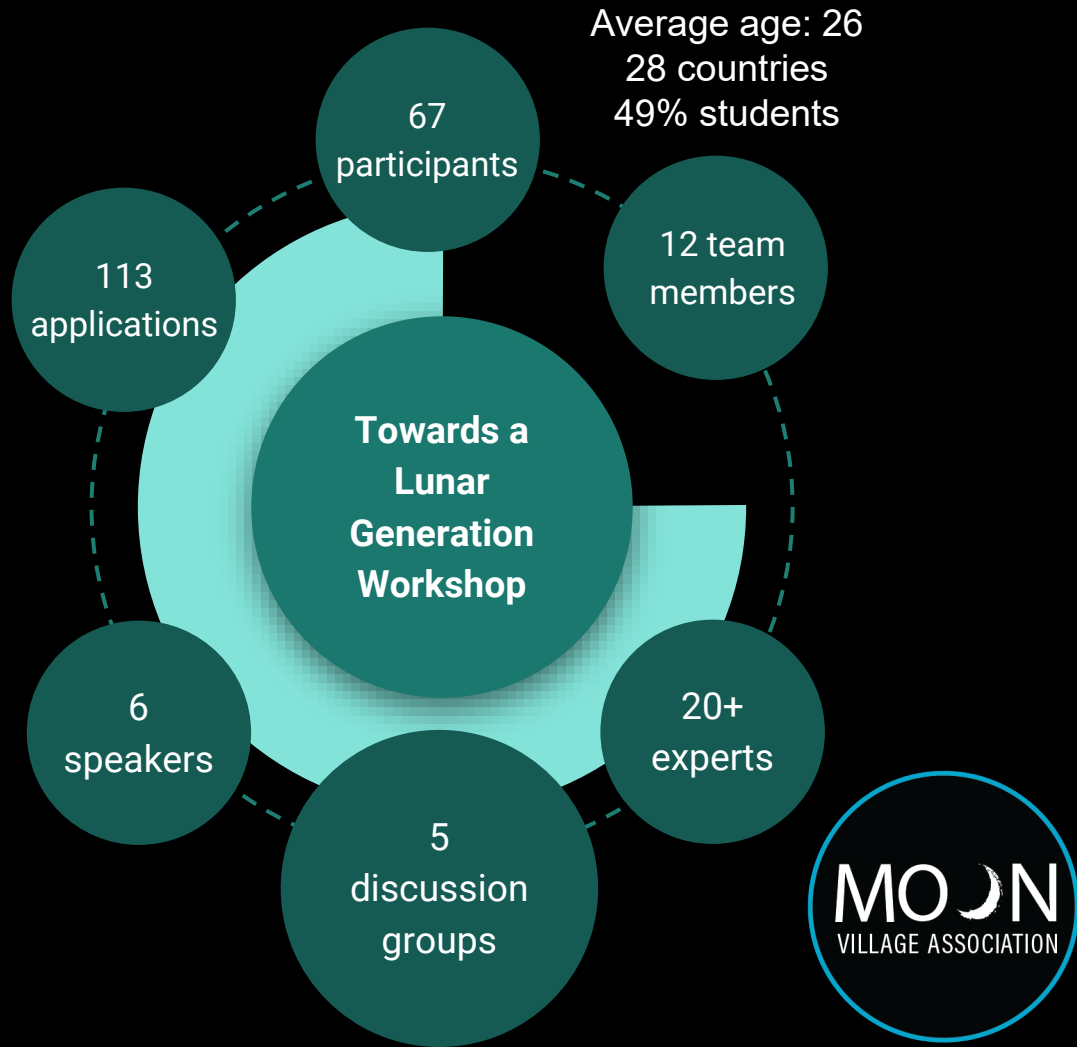 Average age: 26
28 countries
49% students
67
participants
12 team
members
113
applications
Towards a
Lunar
Generation
Workshop
6
speakers
20+
experts
5
discussion
groups
MOON
VILLAGE ASSOCIATION